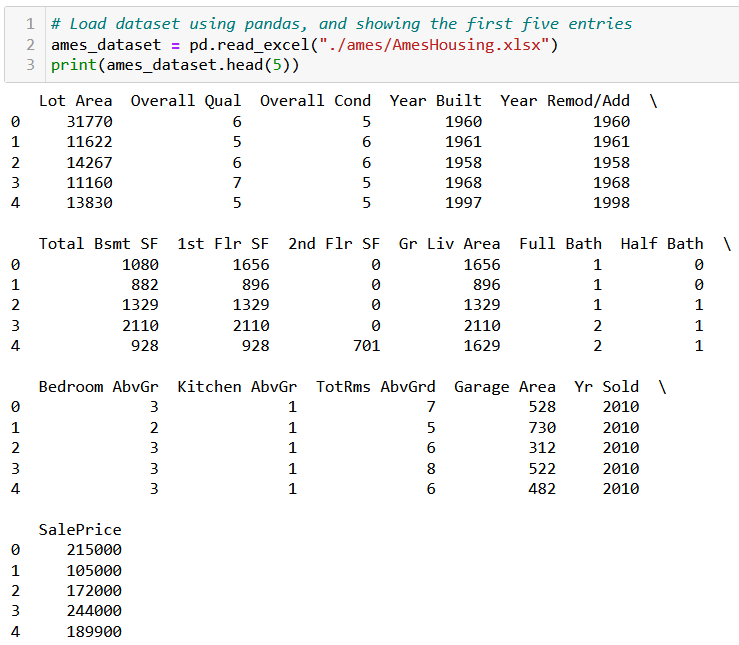 1 # Load dataset using pandas, and showing the first five entries
2 ames_dataset = pd.read_excel("./ames/AmesHousing.xlsx")
3 print(ames_dataset.head(5))
Lot Area Overall Qual Overall Cond Year Built Year Remod/Add \
0 31770 6 5 1960 1960
1 11622 5 6 1961 1961
2 14267 6 6 1958 1958
3 11160 7 5 1968 1968
4 13830 5 5 1997 1998
Total Bsmt SF 1st Flr SF 2nd Flr SF Gr Liv Area Full Bath Half Bath \
0 1080 1656 0 1656 1 0
1 882 896 0 896 1 0
2 1329 1329 0 1329 1 1
3 2110 2110 0 2110 2 1
4 928 928 701 1629 2 1
Bedroom AbvGr Kitchen AbvGr TotRms AbvGrd Garage Area Yr Sold \
0 3 1 7 528 2010
1 2 1 5 730 2010
2 3 1 6 312 2010
3 3 1 8 522 2010
4 3 1 6 482 2010
SalePrice
0 215000
1 105000
2 172000
3 244000
4 189900